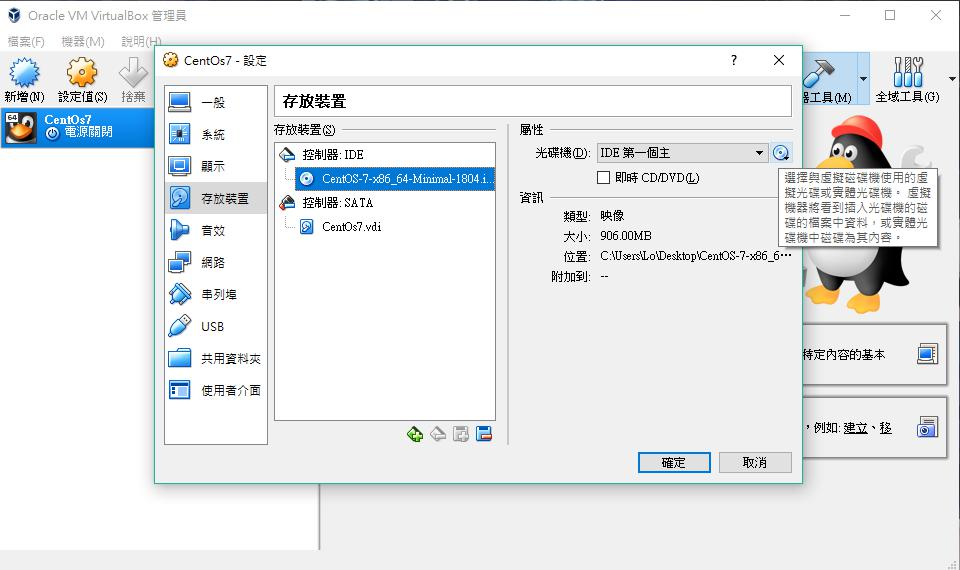 Oracle VM VirtualBox 管理員
檔案(F) 機器(M) 說明(H)
新增(N) 設定值(S) 捨棄
器工具(M) 全域工具(G)
64 CentOs7
電源關閉
CentOs7 - 設定
一般
系統
顯示
存放裝置
音效
網路
串列埠
USB
共用資料夾
使用者介面
存放裝置
存放裝置(S)
控制器: IDE
CentOS-7-x86_64-Minimal-1804.i...
控制器: SATA
CentOs7.vdi
屬性
光碟機(D): IDE 第一個主
即時 CD/DVD(L)
資訊
類型: 映像
大小: 906.00MB
位置: C:\Users\Lo\Desktop\CentOS-7-x86_6…
附加到: --
選擇與虛擬磁碟機使用的虛
擬光碟或實體光碟機。 虛擬
機器將看到插入光碟機的磁
碟的檔案中資料，或實體光
碟機中磁碟為其內容。
特定內容的基本
，例如: 建立、移
確定 取消